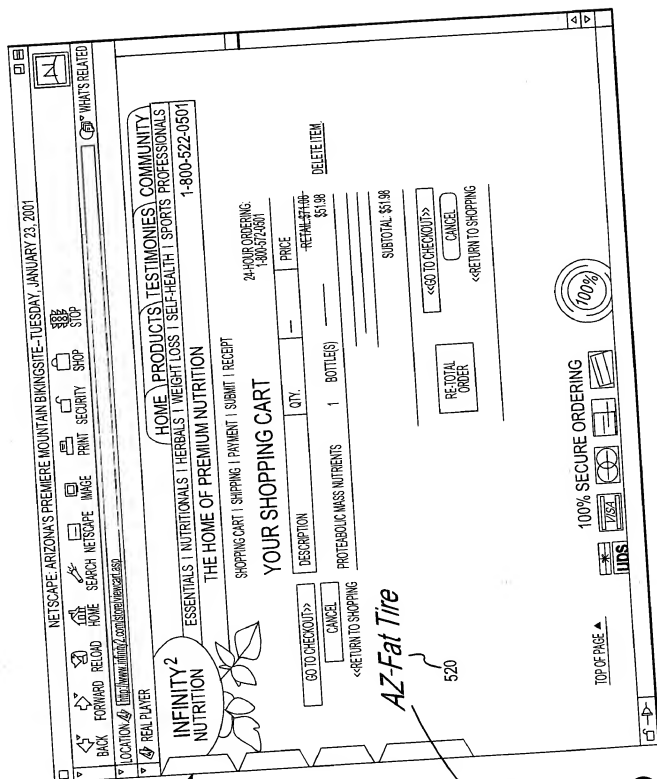 NETSCAPE: ARIZONA'S PREMIERE MOUNTAIN BIKINGSITE-TUESDAY, JANUARY 23, 2001
BACK FORWARD RELOAD HOME SEARCH NETSCAPE IMAGE PRINT SECURITY SHOP STOP
LOCATION http://www.infinity2.com/store/viewcart.asp WHAT'S RELATED
REAL PLAYER
HOME PRODUCTS TESTIMONIES COMMUNITY
INFINITY2
NUTRITION
ESSENTIALS I NUTRITIONALS I HERBALS I WEIGHT LOSS I SELF-HEALTH I SPORTS PROFESSIONALS
THE HOME OF PREMIUM NUTRITION 1-800-522-0501
SHOPPING CART I SHIPPING I PAYMENT I SUBMIT I RECEIPT
YOUR SHOPPING CART
24-HOUR ORDERING:
1-800-572-0501
DESCRIPTION QTY. — PRICE
GO TO CHECKOUT>>
CANCEL
<<RETURN TO SHOPPING
PROTEABOLIC MASS NUTRIENTS 1 BOTTLE(S) —
$51.98 DELETE ITEM
SUBTOTAL: $51.98
AZ-Fat Tire
520
RE-TOTAL
ORDER
<<GO TO CHECKOUT>>
CANCEL
<<RETURN TO SHOPPING
100% SECURE ORDERING
100%
TOP OF PAGE ▲
VISA
UDS